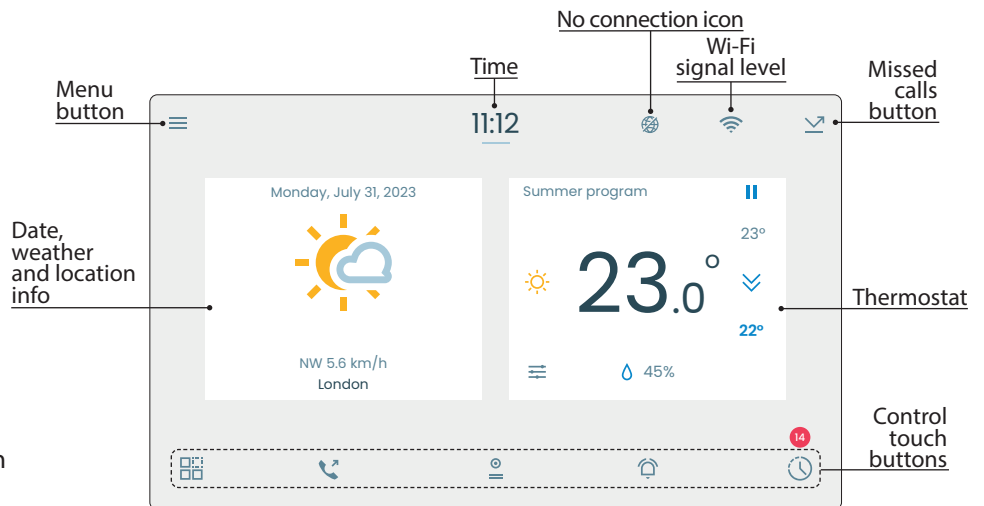 No connection icon
Wi-Fi
signal level
Time
Missed
calls
button
Menu
button
11:12
Monday, July 31, 2023
Summer program
23°
Date,
weather
and location
info
23.0°
Thermostat
22°
NW 5.6 km/h
London
45%
Control
touch
buttons
14
n